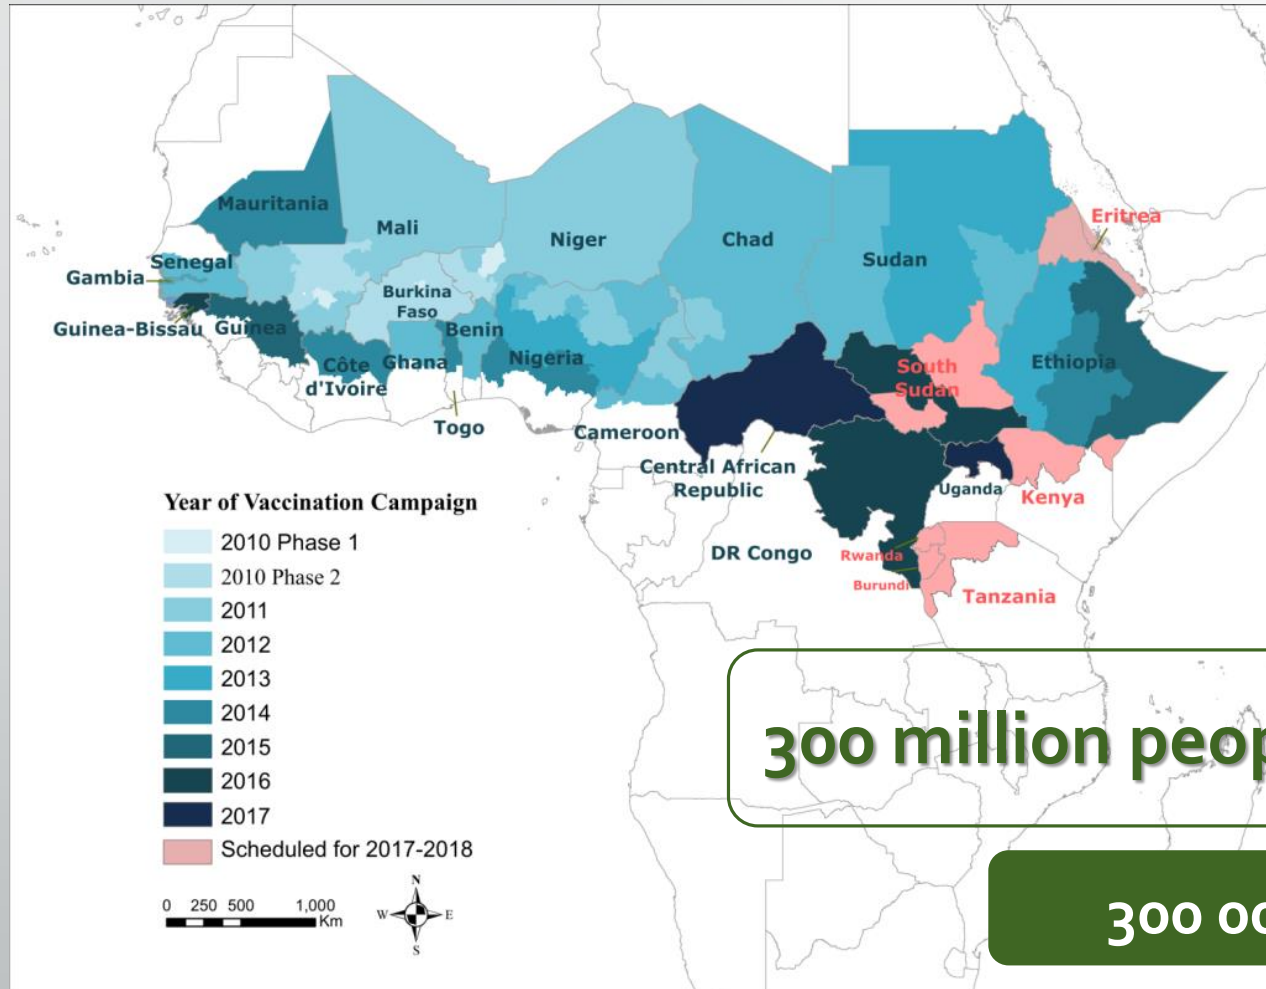 Mauritania
Mali
Niger
Chad
Sudan
Eritrea
Senegal
Gambia
Burkina
Faso
Guinea-Bissau
Guinea
Benin
Côte
d'Ivoire
Ghana
Nigeria
South
Sudan
Ethiopia
Togo
Cameroon
Central African
Republic
Uganda
Kenya
DR Congo
Rwanda
Burundi
Tanzania
Year of Vaccination Campaign
2010 Phase 1
2010 Phase 2
2011
2012
2013
2014
2015
2016
2017
Scheduled for 2017-2018
0 250 500 1,000
Km
N
W E
S
300 million
300